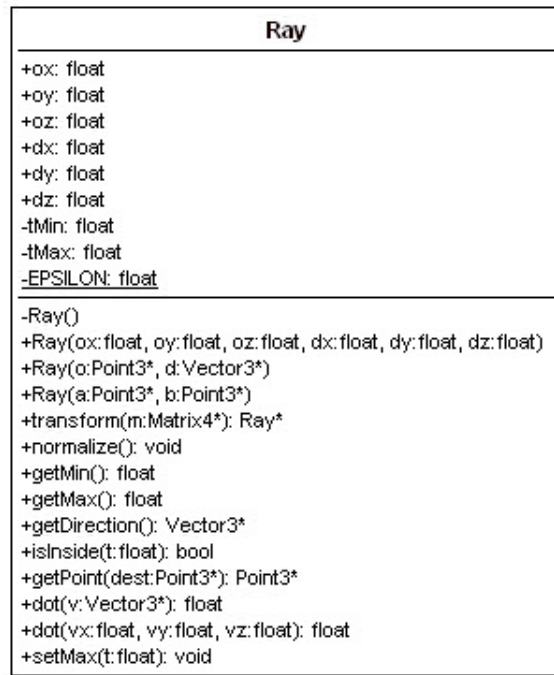 Ray
+ox: float
+oy: float
+oz: float
+dx: float
+dy: float
+dz: float
-tMin: float
-tMax: float
-EPSILON: float
-Ray()
+Ray(ox:float, oy:float, oz:float, dx:float, dy:float, dz:float)
+Ray(o:Point3*, d:Vector3*)
+Ray(a:Point3*, b:Point3*)
+transform(m:Matrix4*): Ray*
+normalize(): void
+getMin(): float
+getMax(): float
+getDirection(): Vector3*
+isInside(t:float): bool
+getPoint(dest:Point3*): Point3*
+dot(v:Vector3*): float
+dot(vx:float, vy:float, vz:float): float
+setMax(t:float): void